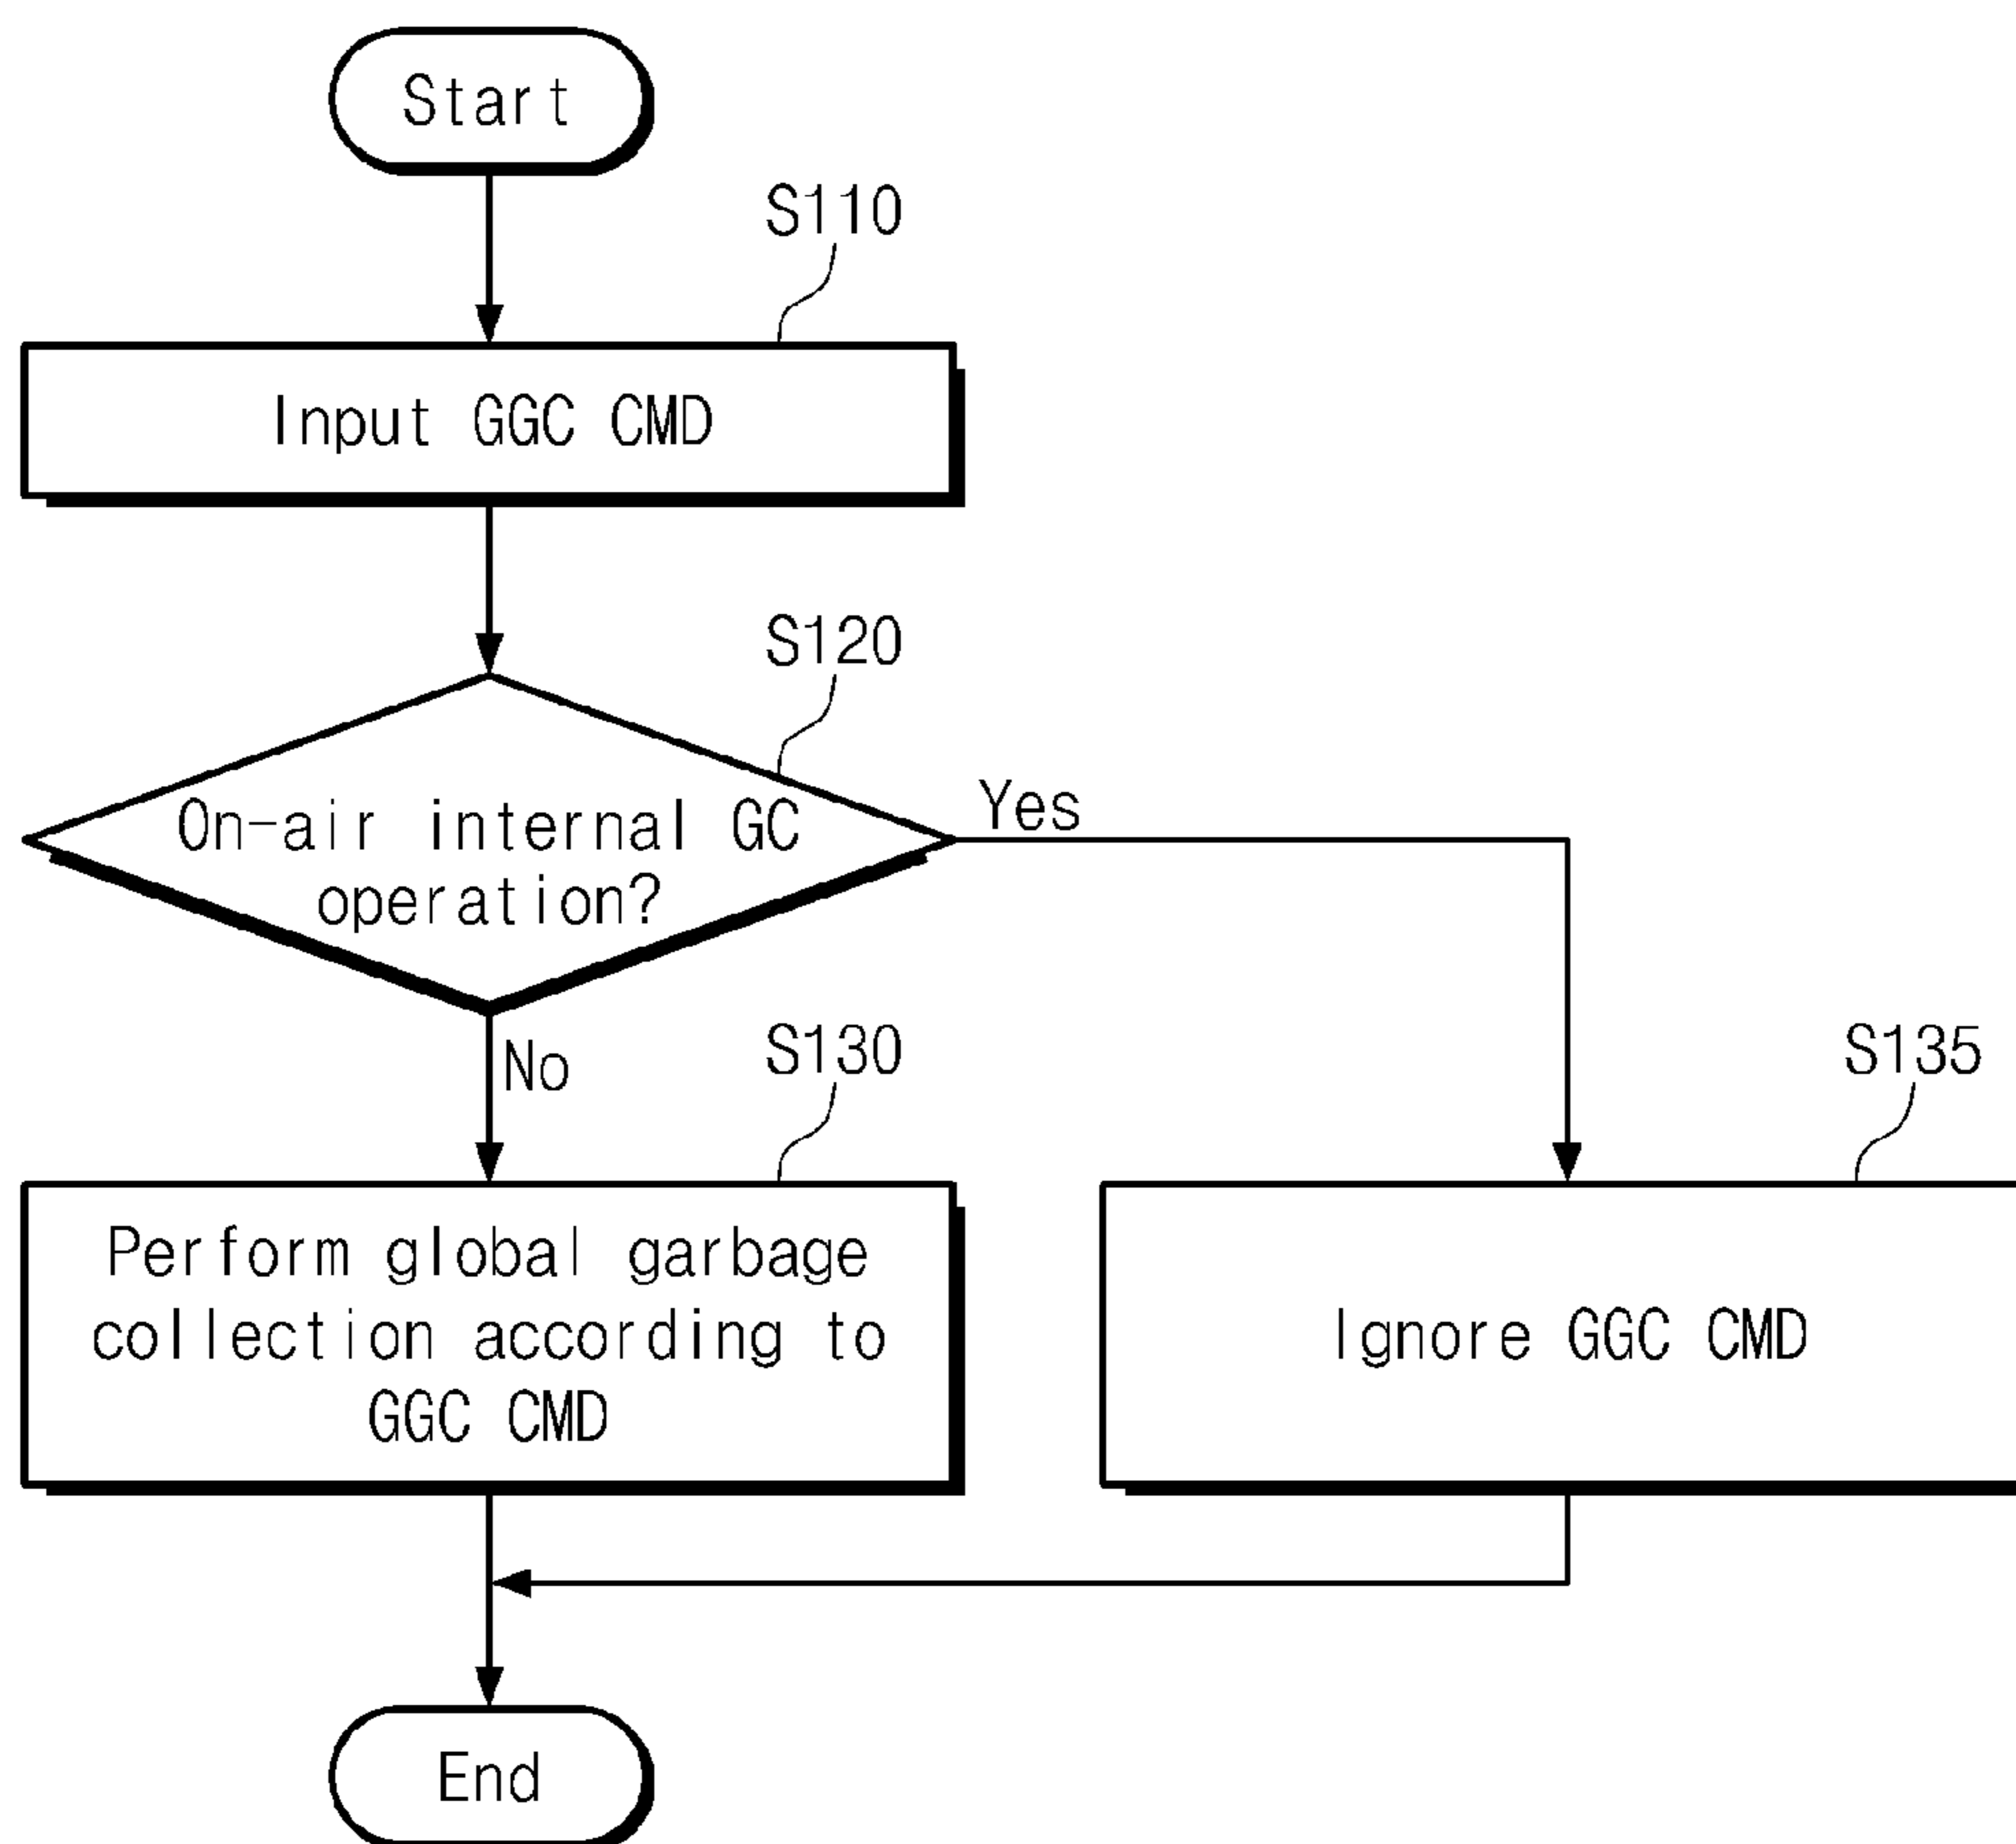 Start
S110
Input GGC CMD
S120
On-air internal GC
operation?
Yes
No
S130
S135
Perform global garbage
collection according to
GGC CMD
Ignore GGC CMD
End